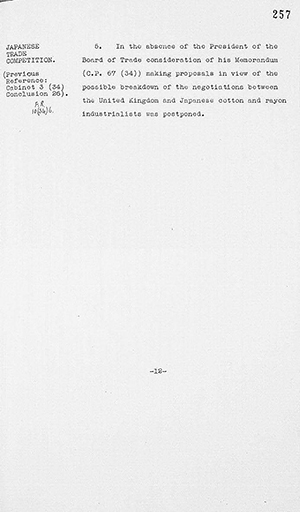 257
JAPANESE
TRADE
COMPETITION.
(Previous
Reference:
Cabinet 3 (34)
Conclusion 26).
F.R.
10(34)6.
5. In the absence of the President of the
Board of Trade consideration of his Memorandum
(C.P. 67 (34)) making proposals in view of the
possible breakdown of the negotiations between
the United Kingdom and Japanese cotton and rayon
industrialists was postponed.
-12-